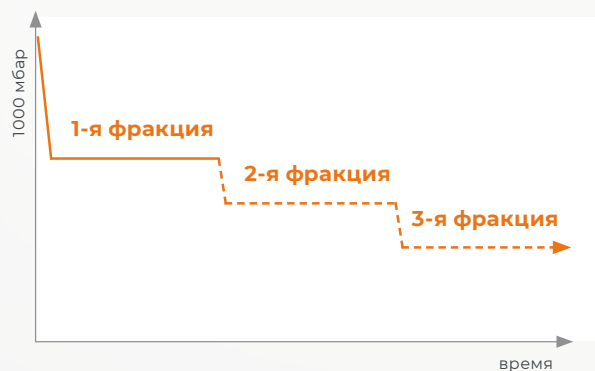 1000 мбар
1-я фракция
2-я фракция
3-я фракция
время